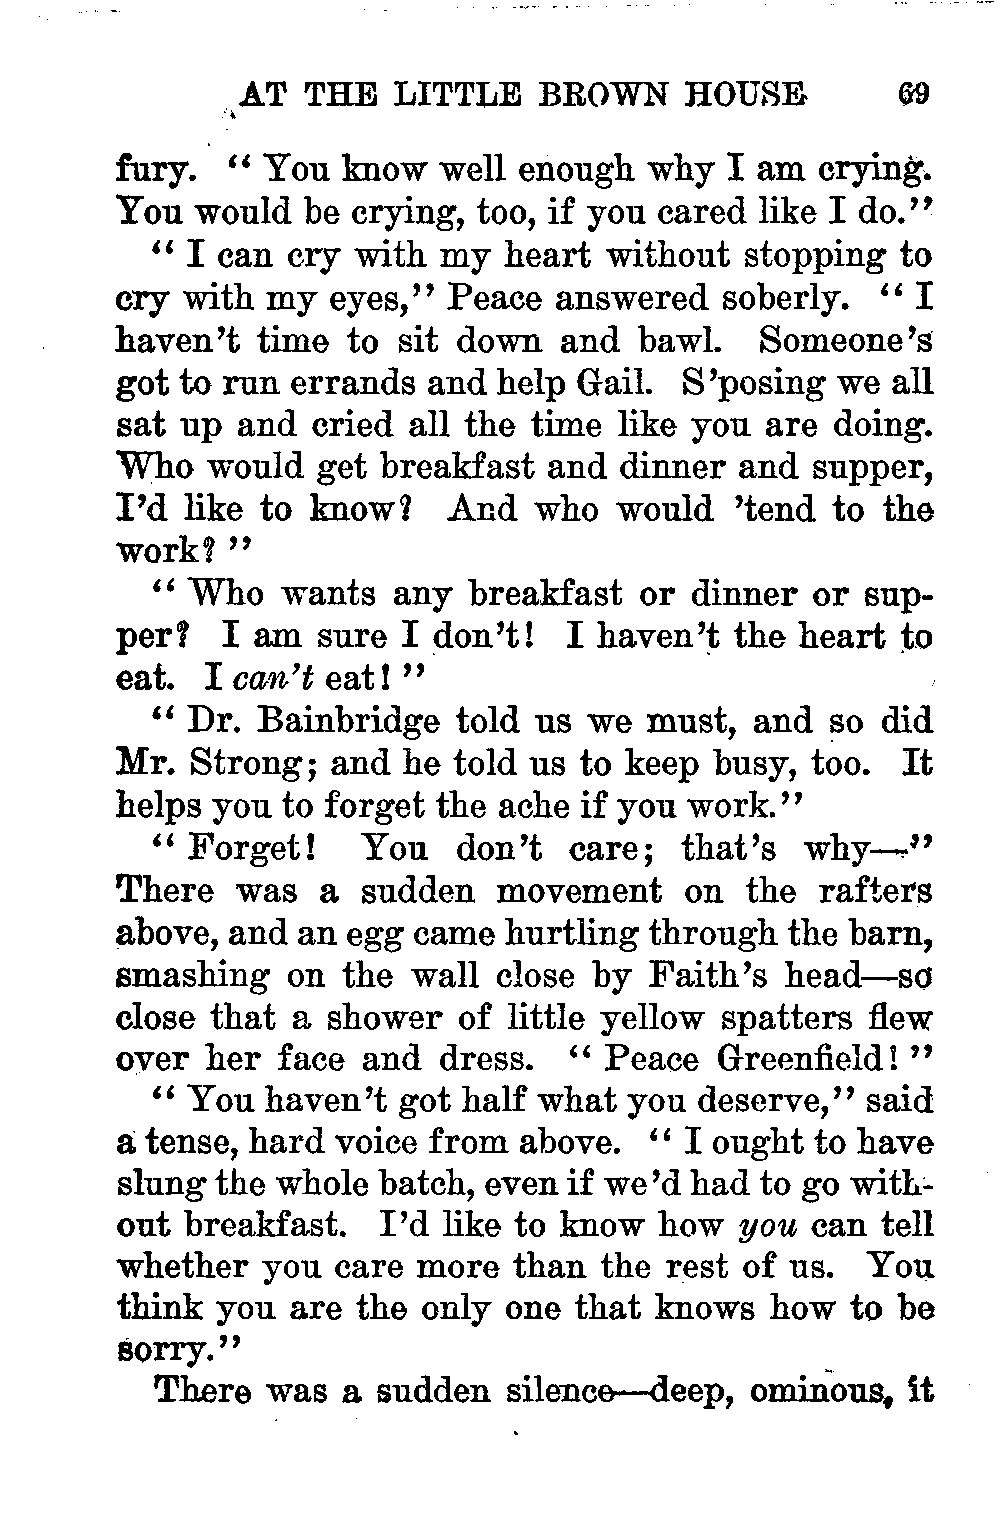 AT THE LITTLE BROWN HOUSE 69
fury. “ You know well enough why I am crying.
You would be crying, too, if you cared like I do.”
“ I can cry with my heart without stopping to
cry with my eyes,” Peace answered soberly. “ I
haven’t time to sit down and bawl. Someone’s
got to run errands and help Gail. S’posing we all
sat up and cried all the time like you are doing.
Who would get breakfast and dinner and supper,
I’d like to know? And who would ’tend to the
work? ”
“ Who wants any breakfast or dinner or sup-
per? I am sure I don’t! I haven’t the heart to
eat. I can’t eat! ”
“ Dr. Bainbridge told us we must, and so did
Mr. Strong; and he told us to keep busy, too. It
helps you to forget the ache if you work.”
“ Forget! You don’t care; that’s why—”
There was a sudden movement on the rafters
above, and an egg came hurtling through the barn,
smashing on the wall close by Faith’s head—so
close that a shower of little yellow spatters flew
over her face and dress. “ Peace Greenfield! ”
“ You haven’t got half what you deserve,” said
a tense, hard voice from above. “ I ought to have
slung the whole batch, even if we’d had to go with-
out breakfast. I’d like to know how you can tell
whether you care more than the rest of us. You
think you are the only one that knows how to be
sorry.”
There was a sudden silence—deep, ominous, it